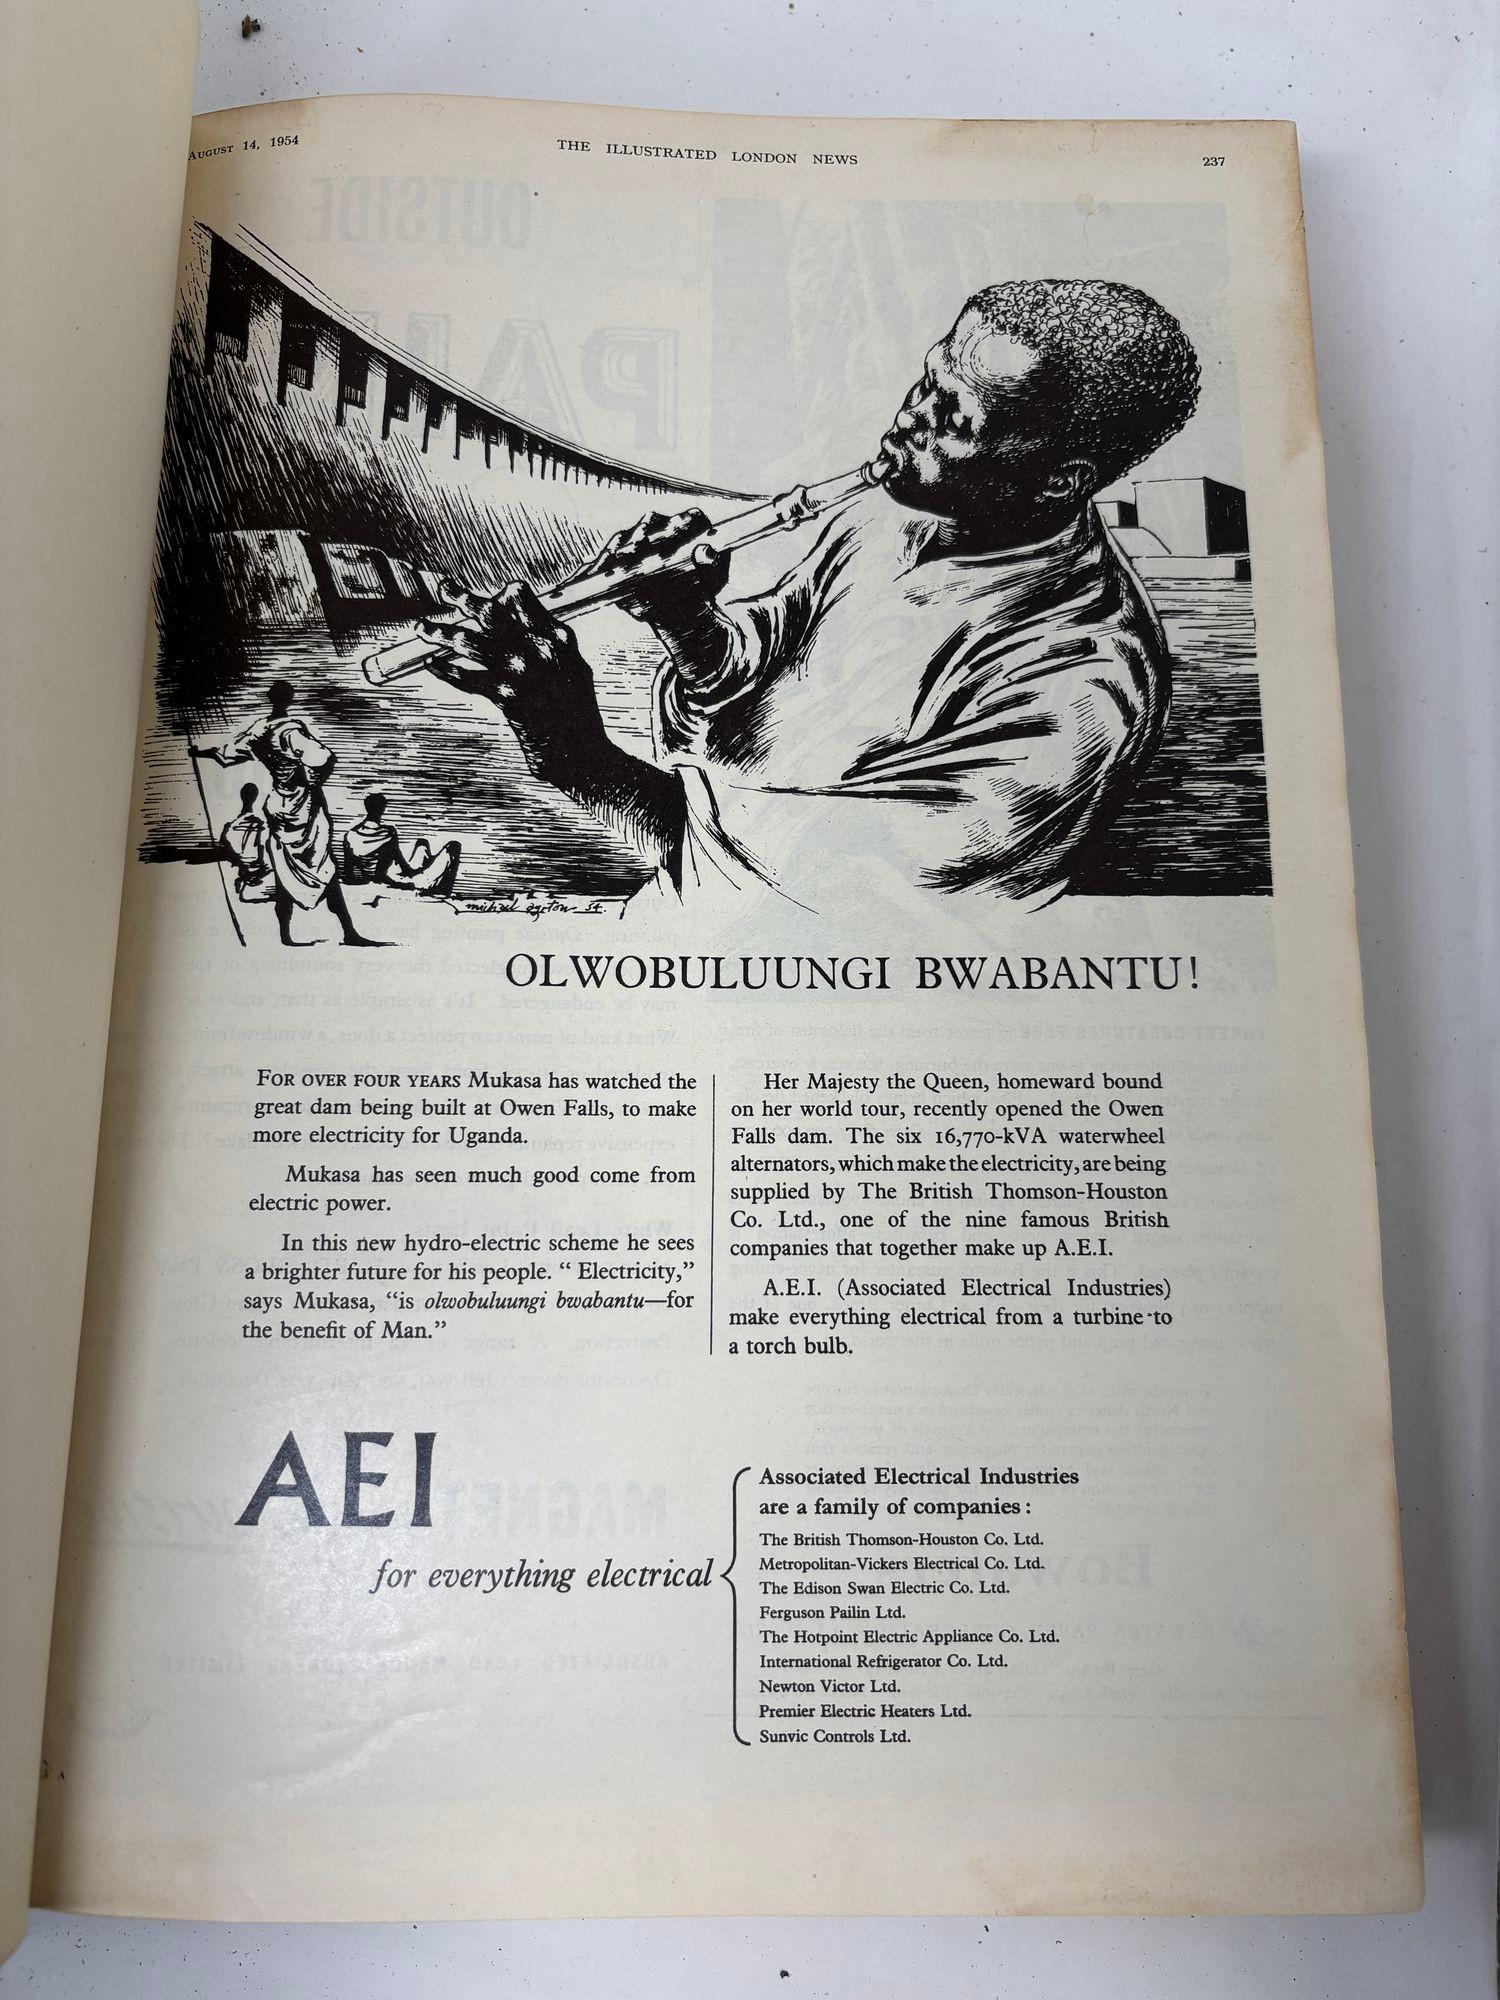 AUGUST 14, 1954
THE ILLUSTRATED LONDON NEWS
237
michael ayrton 54.
OLWOBULUUNGI BWABANTU!
FOR OVER FOUR YEARS Mukasa has watched the
great dam being built at Owen Falls, to make
more electricity for Uganda.
Mukasa has seen much good come from
electric power.
In this new hydro-electric scheme he sees
a brighter future for his people. “ Electricity,”
says Mukasa, “is olwobuluungi bwabantu—for
the benefit of Man.”
Her Majesty the Queen, homeward bound
on her world tour, recently opened the Owen
Falls dam. The six 16,770-kVA waterwheel
alternators, which make the electricity, are being
supplied by The British Thomson-Houston
Co. Ltd., one of the nine famous British
companies that together make up A.E.I.
A.E.I. (Associated Electrical Industries)
make everything electrical from a turbine to
a torch bulb.
AEI
for everything electrical
Associated Electrical Industries
are a family of companies :
The British Thomson-Houston Co. Ltd.
Metropolitan-Vickers Electrical Co. Ltd.
The Edison Swan Electric Co. Ltd.
Ferguson Pailin Ltd.
The Hotpoint Electric Appliance Co. Ltd.
International Refrigerator Co. Ltd.
Newton Victor Ltd.
Premier Electric Heaters Ltd.
Sunvic Controls Ltd.